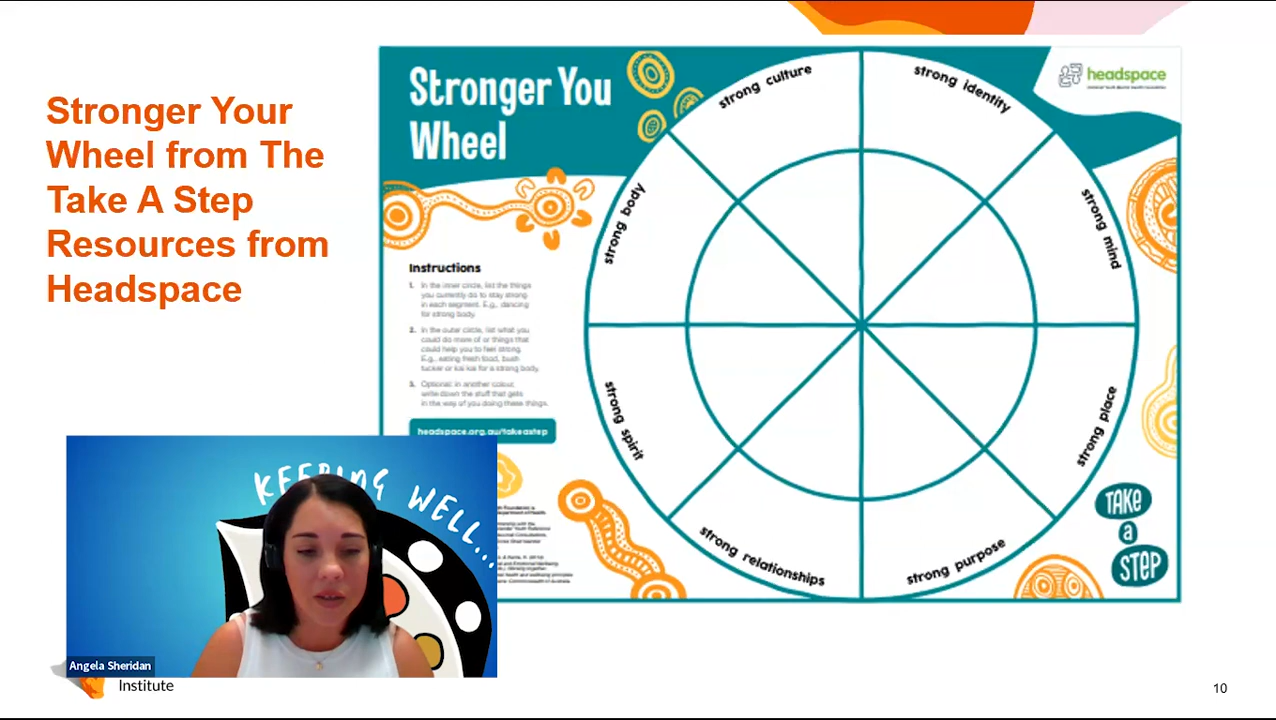 Stronger Your
Wheel from The
Take A Step
Resources from
Headspace
Stronger You
Wheel
headspace
strong culture
strong identity
strong mind
strong place
strong purpose
strong relationships
strong spirit
strong body
Instructions
1. In the inner circle, list the things
you currently do to stay strong
in each segment. E.g., dancing
for strong body.
2. In the outer circle, list what you
could do more of or things that
could help you to feel strong.
E.g., eating fresh food, bush
tucker or kai kai for a strong body.
3. Optional: in another colour,
write down the stuff that gets
in the way of you doing these things.
headspace.org.au/takeastep
TAKE
a
STEP
KEEPING WELL...
Angela Sheridan
Institute
10